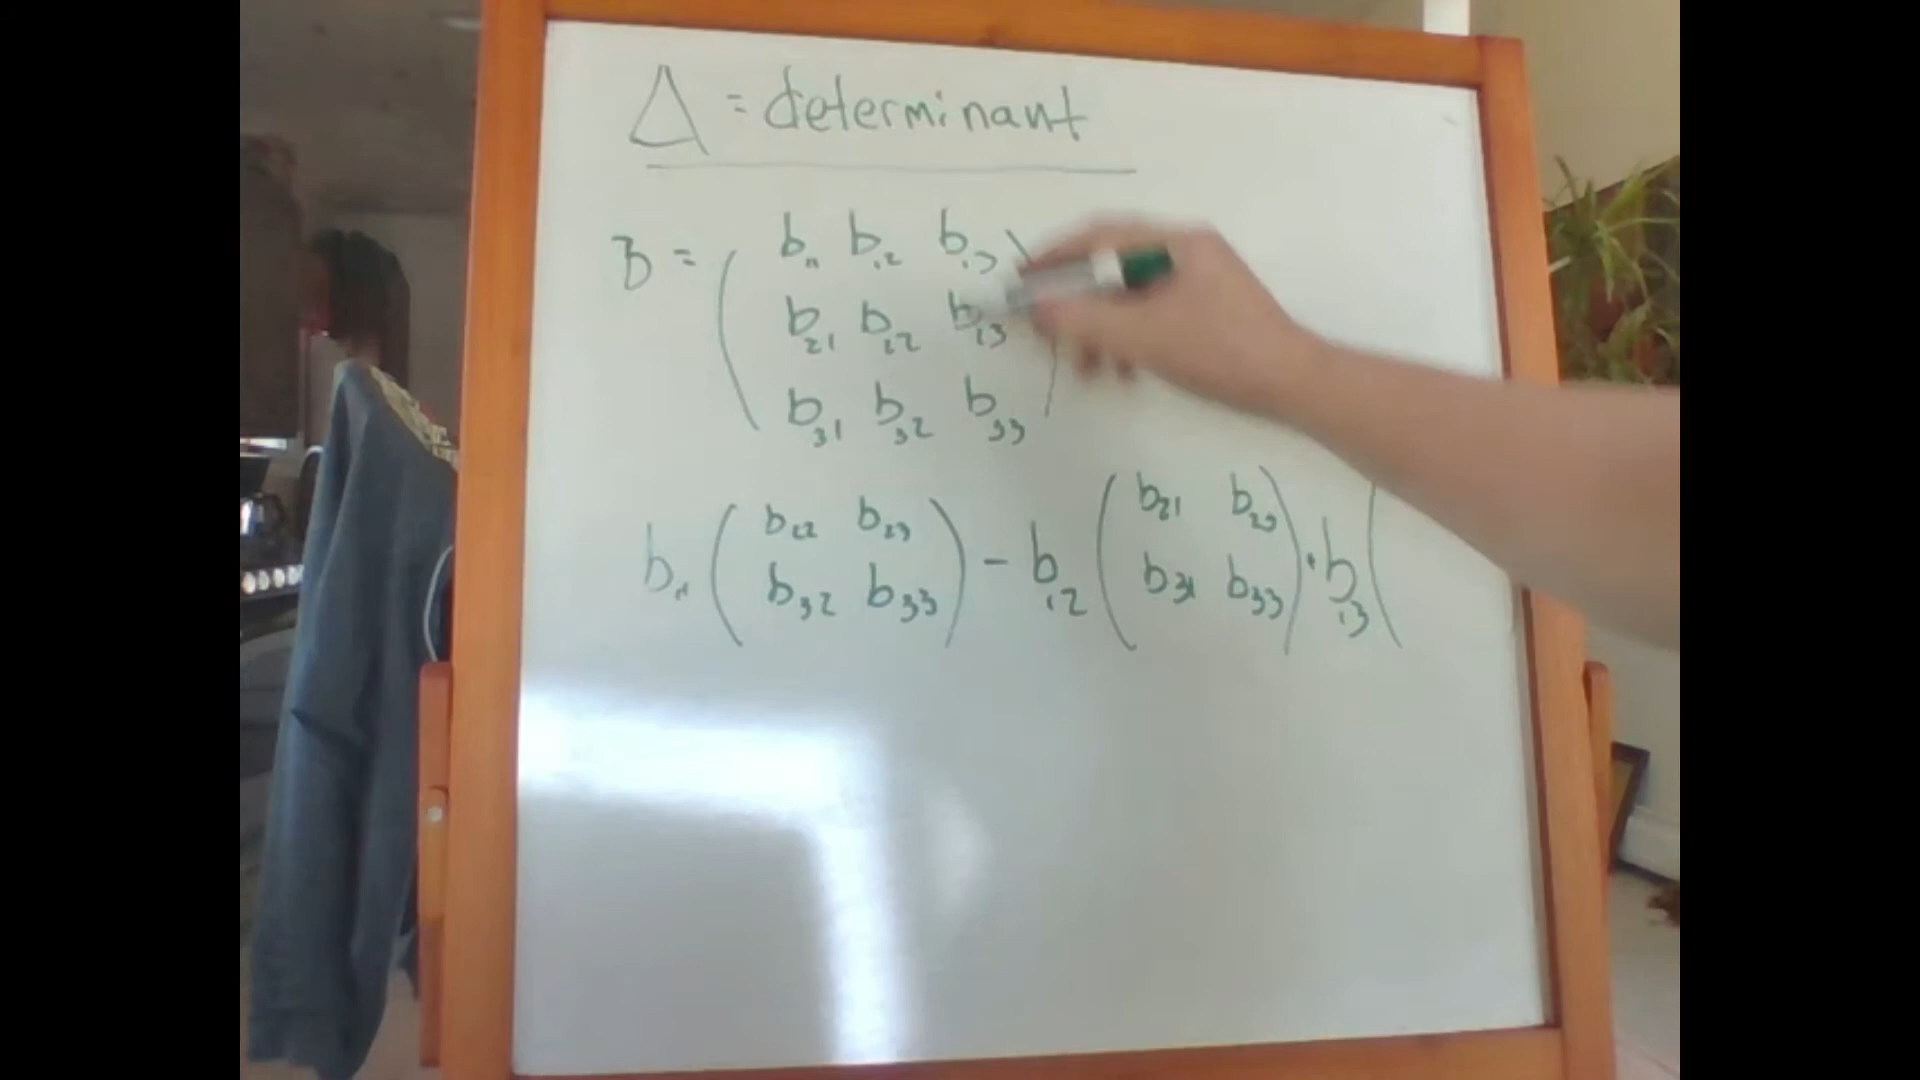 Δ = determinant
B = ( b11 b12 b13 )
b21 b22 b23
b31 b32 b33
b11 ( b22 b23 ) - b12 ( b21 b23 ) · b13 (
b32 b33 b31 b33